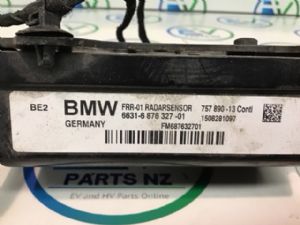 BE2 BMW FRR-01 RADARSENSOR 757 890-13 Conti
6631-6 876 327-01 1508281097
GERMANY FM687632701
PARTS NZ
EV and HV Parts